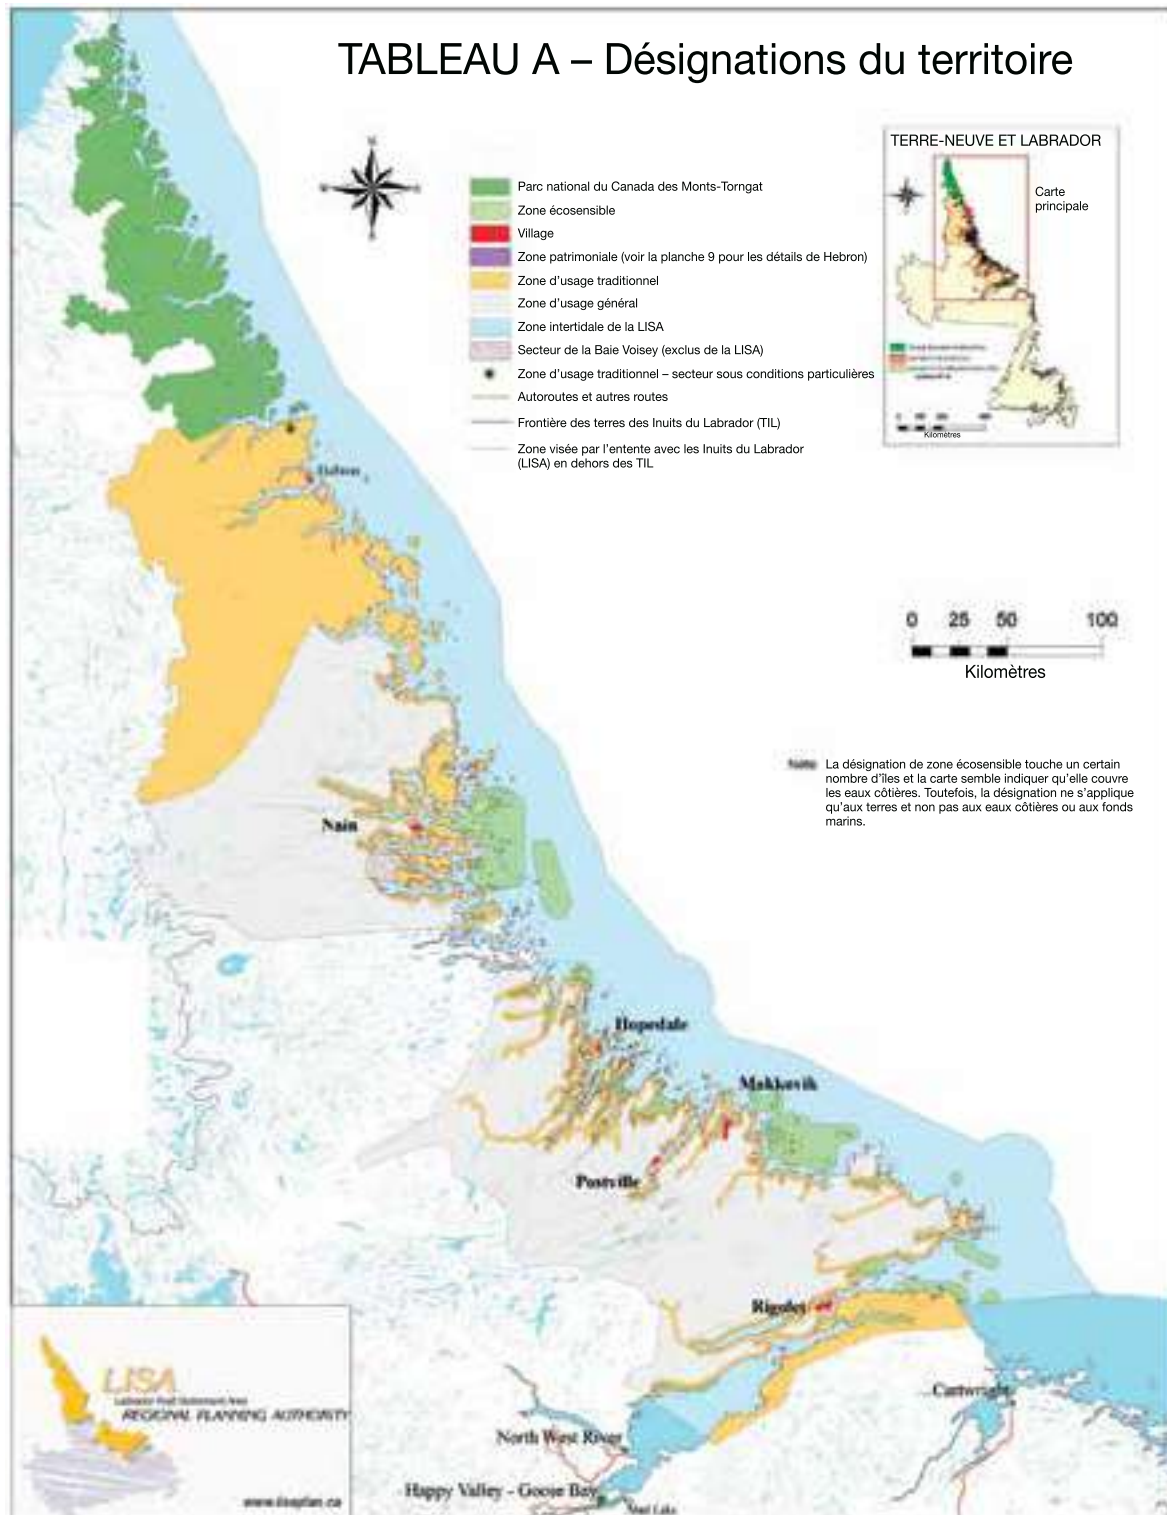 TABLEAU A – Désignations du territoire
TERRE-NEUVE ET LABRADOR
Carte
principale
Kilomètres
Parc national du Canada des Monts-Torngat
Zone écosensible
Village
Zone patrimoniale (voir la planche 9 pour les détails de Hebron)
Zone d'usage traditionnel
Zone d'usage général
Zone intertidale de la LISA
Secteur de la Baie Voisey (exclus de la LISA)
Zone d'usage traditionnel – secteur sous conditions particulières
Autoroutes et autres routes
Frontière des terres des Inuits du Labrador (TIL)
Zone visée par l'entente avec les Inuits du Labrador
(LISA) en dehors des TIL
Hebron
0 25 50 100
Kilomètres
Note La désignation de zone écosensible touche un certain
nombre d'îles et la carte semble indiquer qu'elle couvre
les eaux côtières. Toutefois, la désignation ne s'applique
qu'aux terres et non pas aux eaux côtières ou aux fonds
marins.
Nain
Hopedale
Makkovik
Postville
Rigolet
Cartwright
North West River
Happy Valley - Goose Bay
Mud Lake
LISA
REGIONAL PLANNING AUTHORITY
www.lisaplan.ca